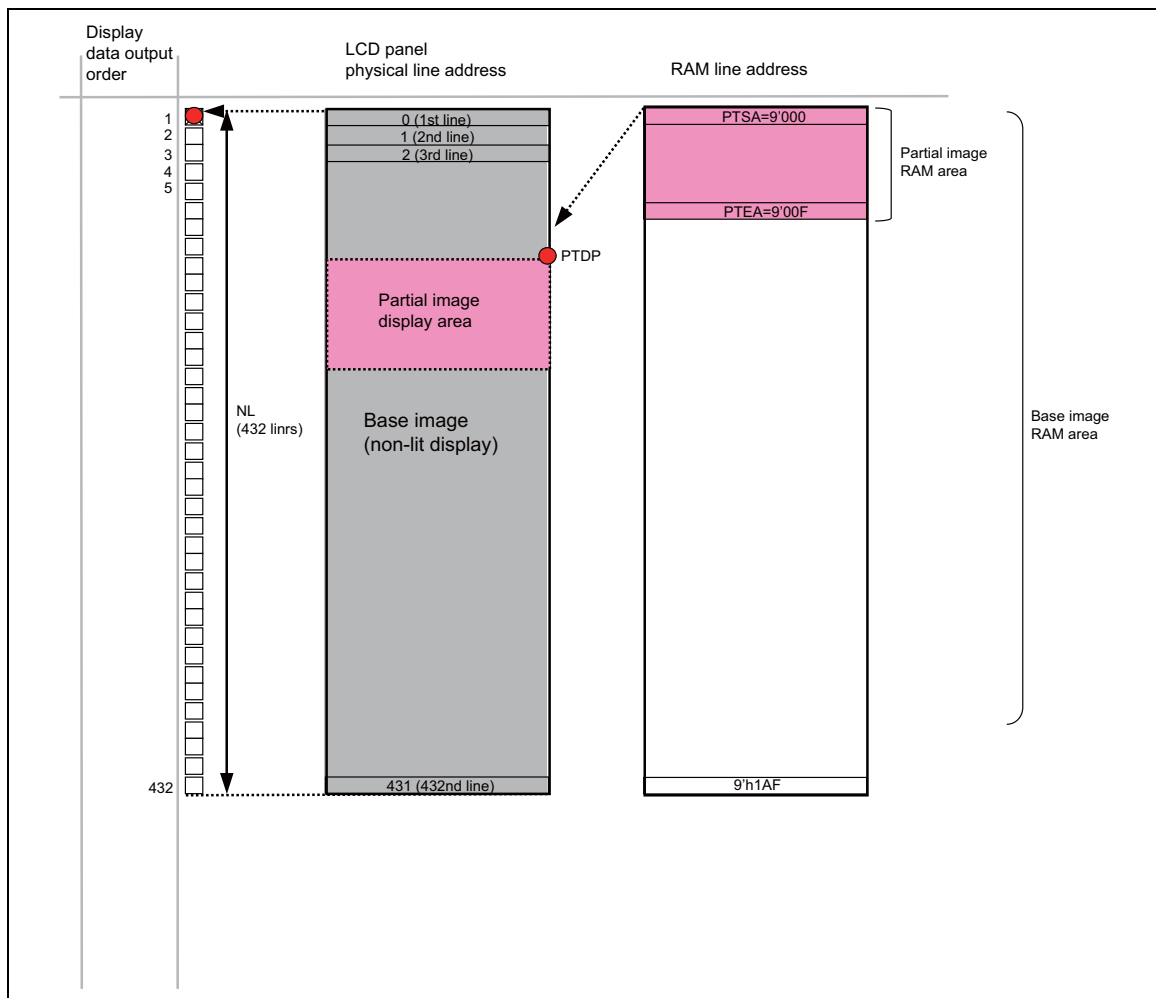 Display
data output
order
LCD panel
physical line address
RAM line address
1
2
3
4
5
432
NL
(432 linrs)
0 (1st line)
1 (2nd line)
2 (3rd line)
PTDP
Partial image
display area
Base image
(non-lit display)
431 (432nd line)
PTSA=9'000
PTEA=9'00F
9'h1AF
Partial image
RAM area
Base image
RAM area